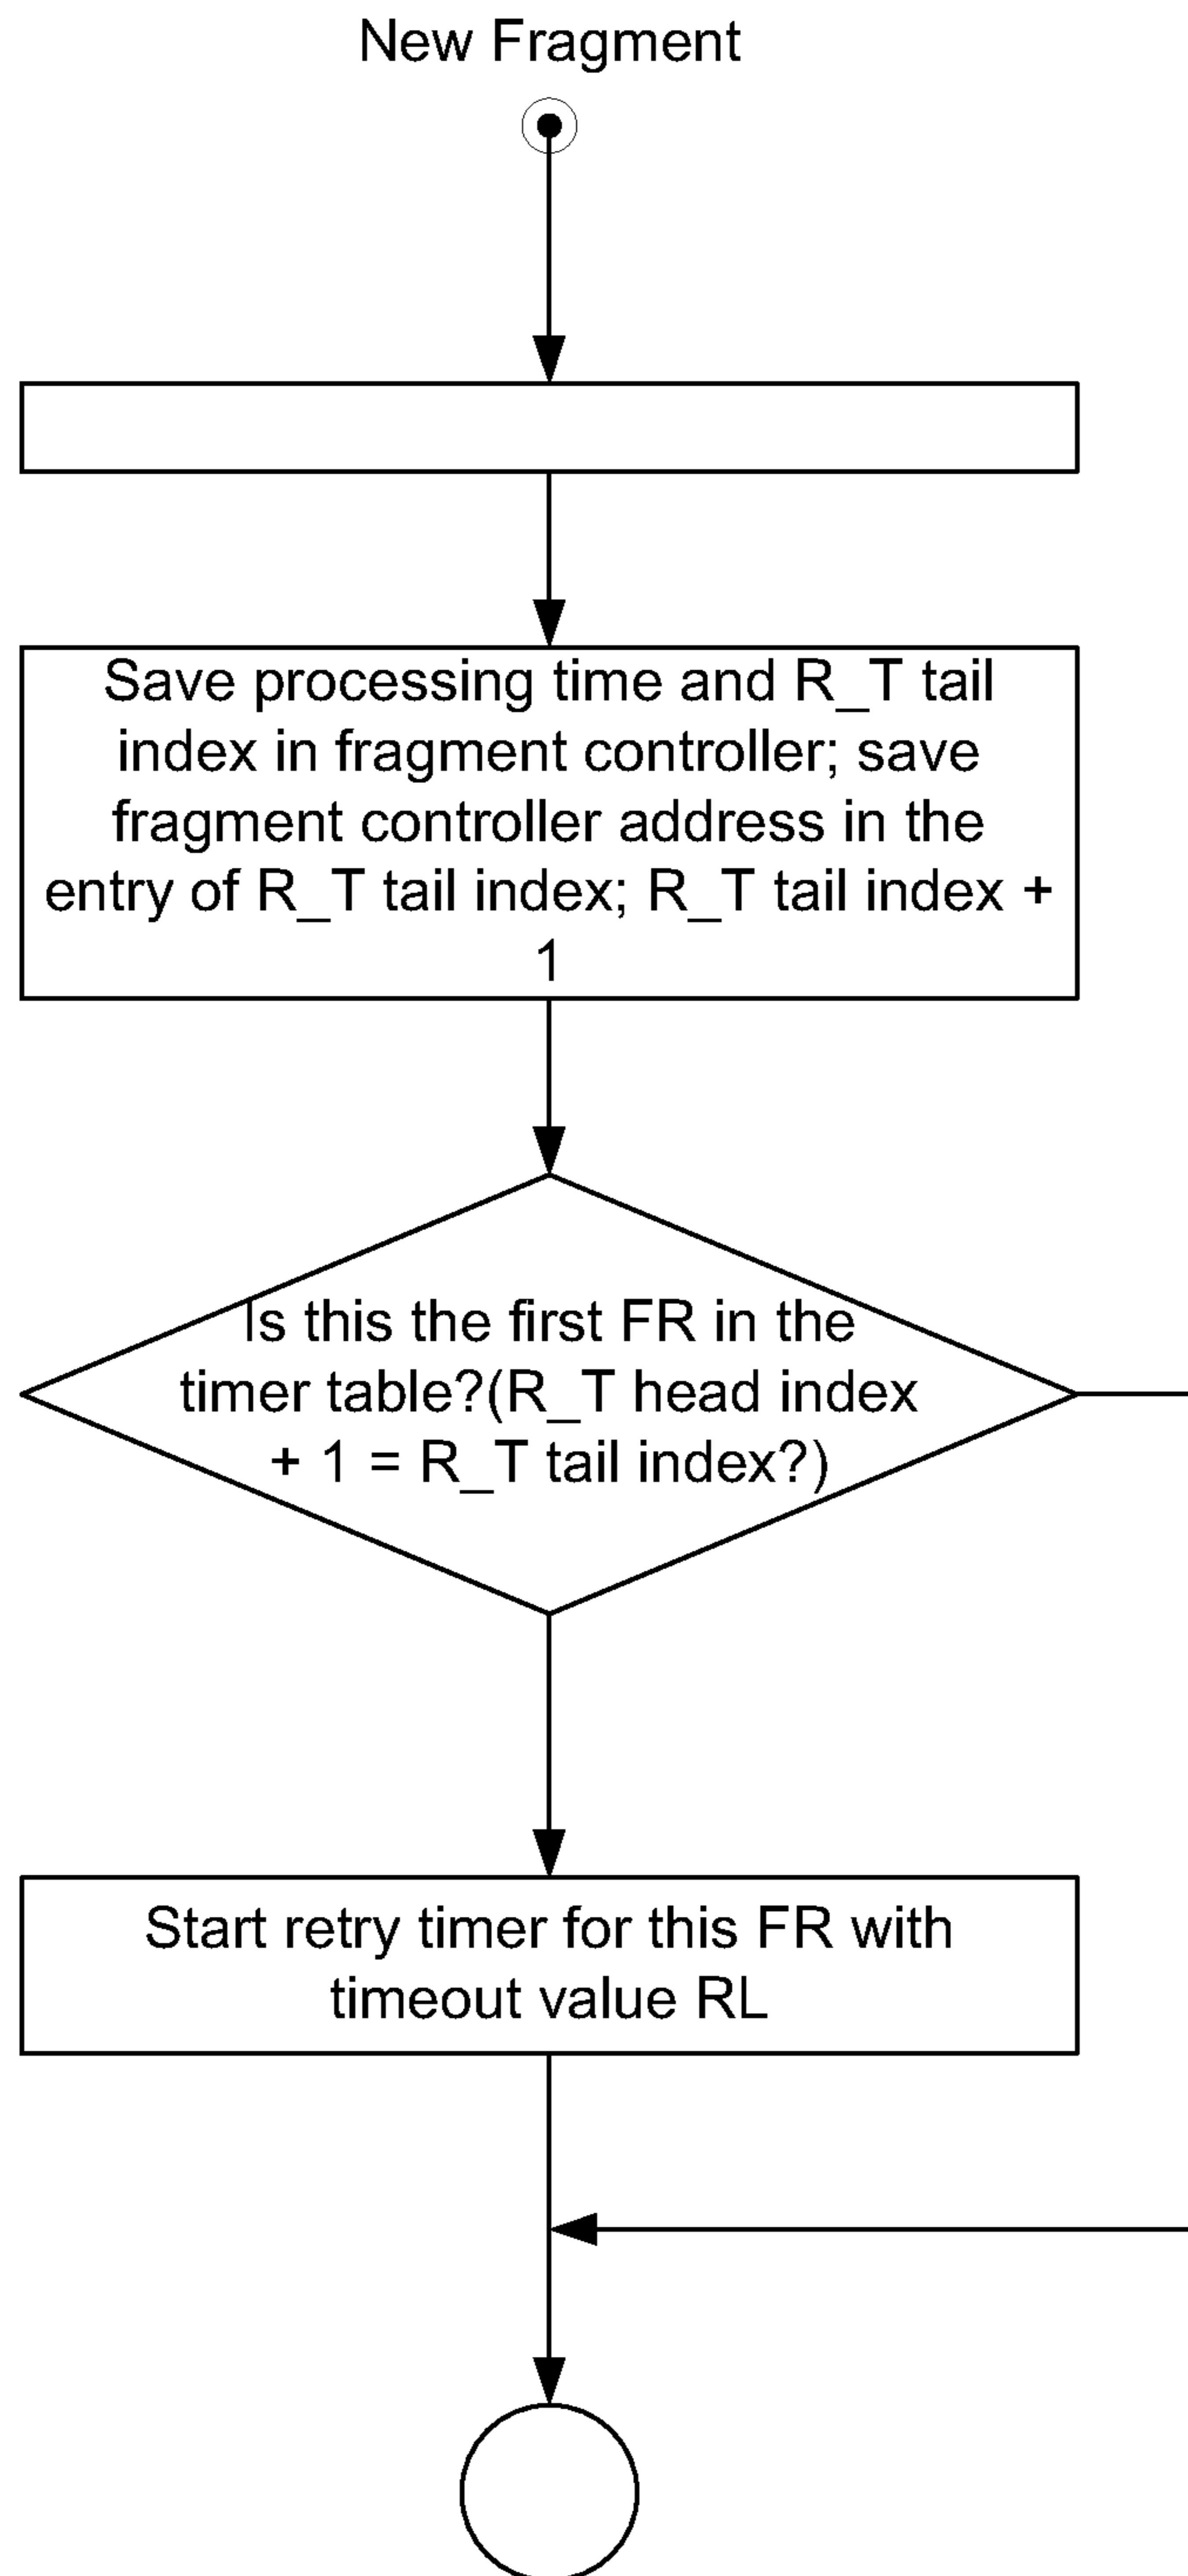 New Fragment
Save processing time and R_T tail
index in fragment controller; save
fragment controller address in the
entry of R_T tail index; R_T tail index +
1
Is this the first FR in the
timer table?(R_T head index
+ 1 = R_T tail index?)
Start retry timer for this FR with
timeout value RL